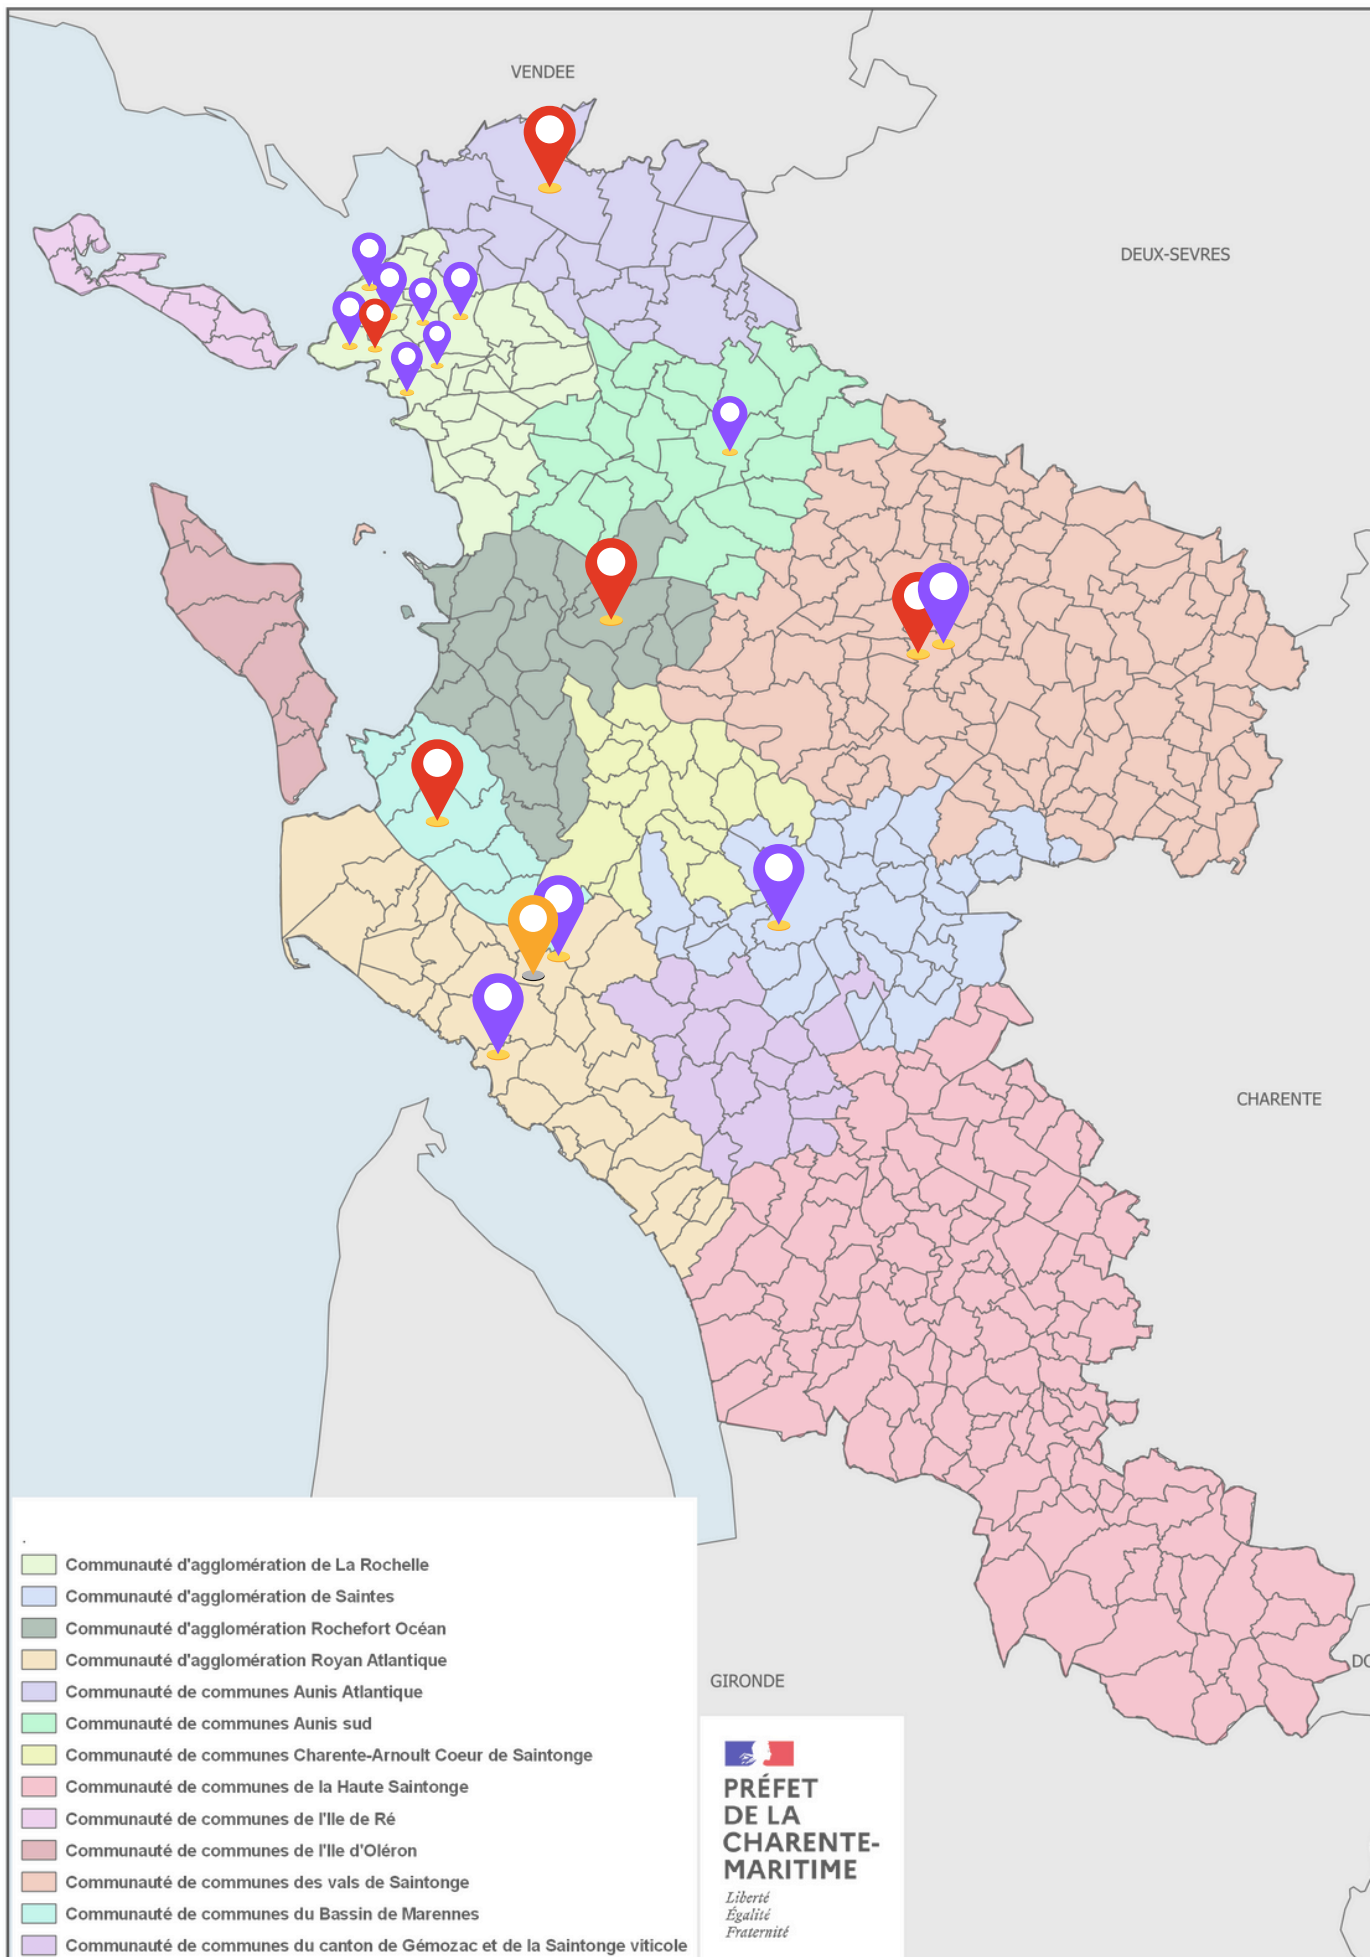 VENDEE
DEUX-SEVRES
CHARENTE
GIRONDE
DO
.
Communauté d'agglomération de La Rochelle
Communauté d'agglomération de Saintes
Communauté d'agglomération Rochefort Océan
Communauté d'agglomération Royan Atlantique
Communauté de communes Aunis Atlantique
Communauté de communes Aunis sud
Communauté de communes Charente-Arnoult Coeur de Saintonge
Communauté de communes de la Haute Saintonge
Communauté de communes de l'Ile de Ré
Communauté de communes de l'Ile d'Oléron
Communauté de communes des vals de Saintonge
Communauté de communes du Bassin de Marennes
Communauté de communes du canton de Gémozac et de la Saintonge viticole
PRÉFET
DE LA
CHARENTE-
MARITIME
Liberté
Égalité
Fraternité